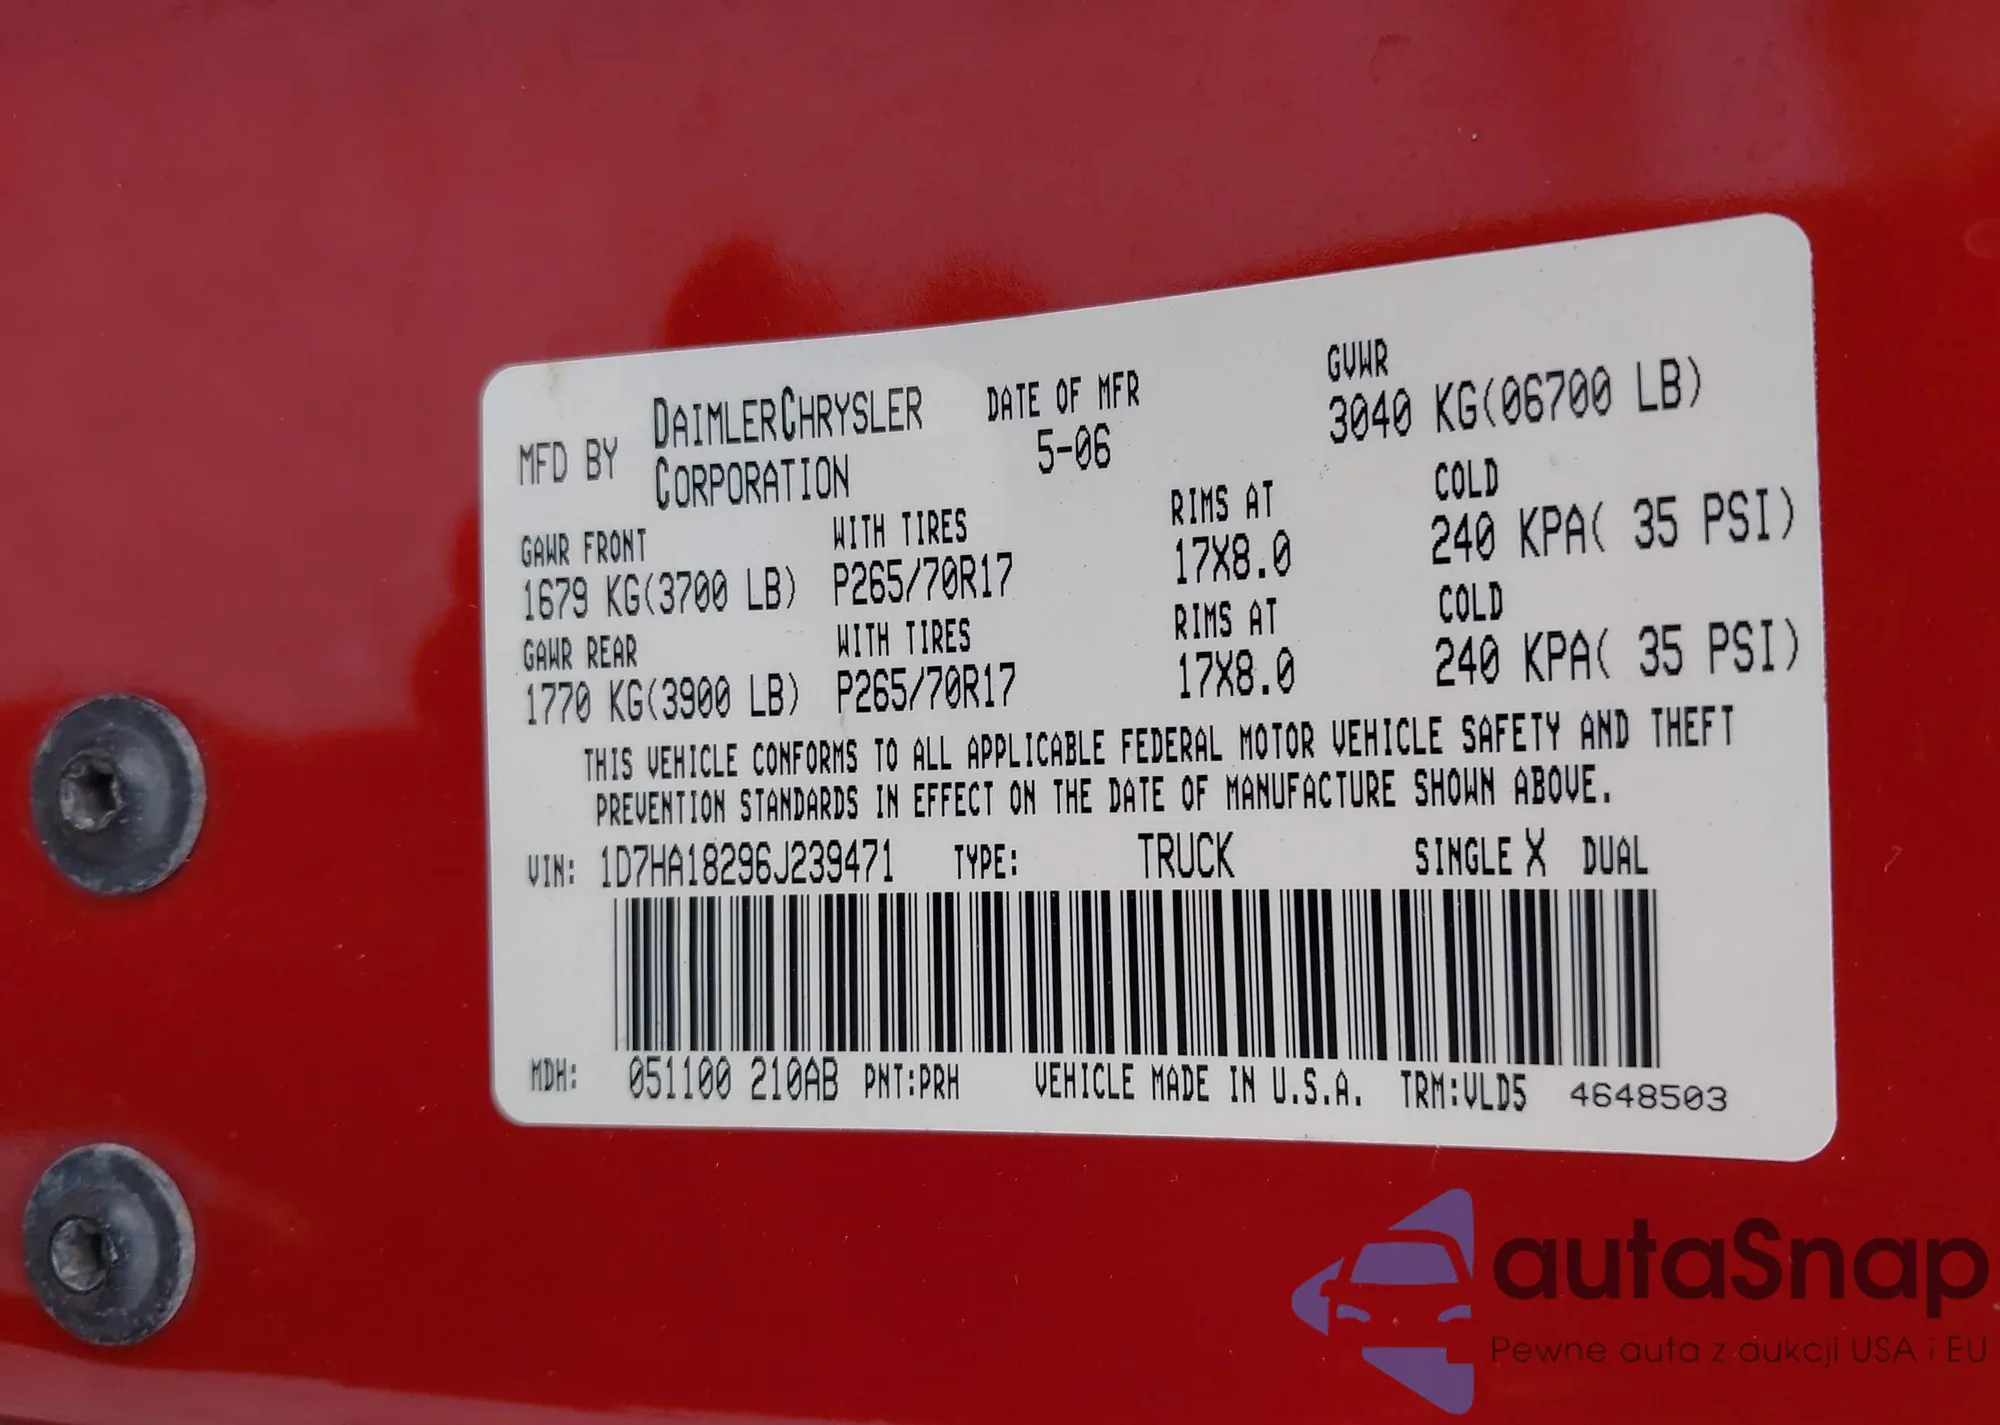 MFD BY DAIMLERCHRYSLER CORPORATION
DATE OF MFR
5-06
GVWR
3040 KG(06700 LB)
GAWR FRONT WITH TIRES RIMS AT COLD
1679 KG(3700 LB) P265/70R17 17X8.0 240 KPA( 35 PSI)
GAWR REAR WITH TIRES RIMS AT COLD
1770 KG(3900 LB) P265/70R17 17X8.0 240 KPA( 35 PSI)
THIS VEHICLE CONFORMS TO ALL APPLICABLE FEDERAL MOTOR VEHICLE SAFETY AND THEFT
PREVENTION STANDARDS IN EFFECT ON THE DATE OF MANUFACTURE SHOWN ABOVE.
VIN: 1D7HA18296J239471 TYPE: TRUCK SINGLE X DUAL
MDH: 051100 210AB PNT:PRH VEHICLE MADE IN U.S.A. TRM:VLD5 4648503
autaSnap
Pewne auta z aukcji USA i EU